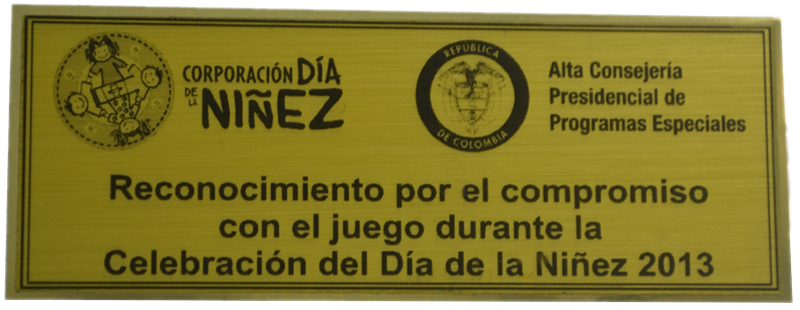 CORPORACIÓN DÍA
DE LA NIÑEZ
REPUBLICA
DE COLOMBIA
Alta Consejería
Presidencial de
Programas Especiales
Reconocimiento por el compromiso
con el juego durante la
Celebración del Día de la Niñez 2013